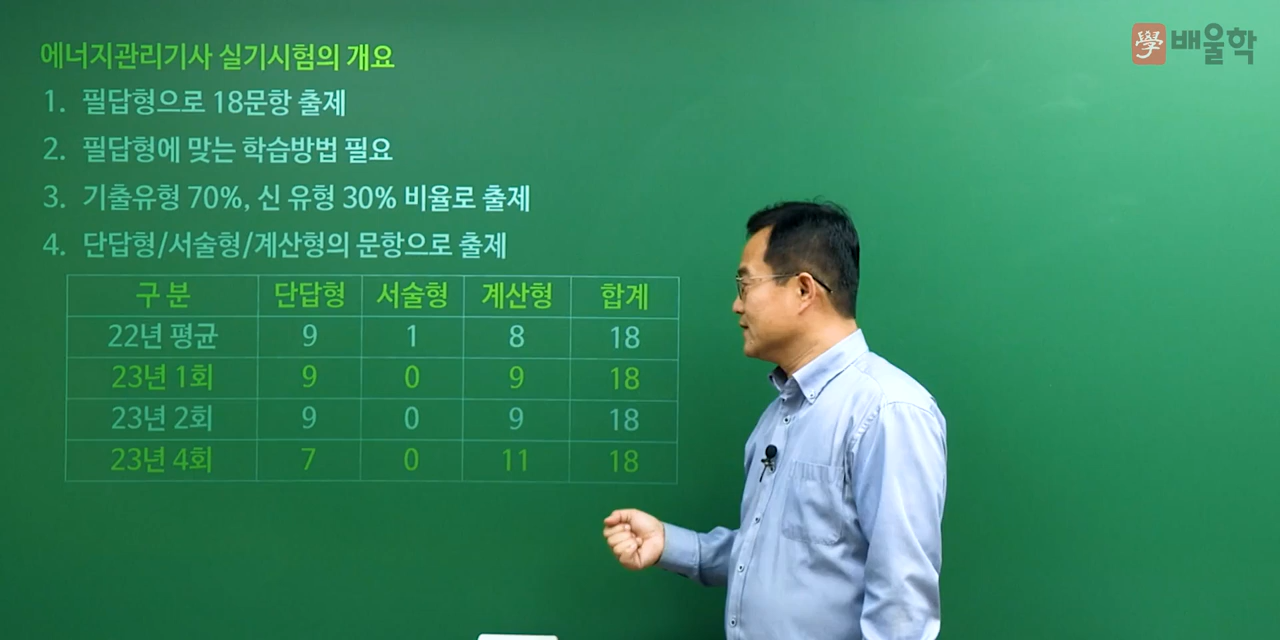 에너지관리기사 실기시험의 개요
學 배울학
1. 필답형으로 18문항 출제
2. 필답형에 맞는 학습방법 필요
3. 기출유형 70%, 신 유형 30% 비율로 출제
4. 단답형/서술형/계산형의 문항으로 출제
구 분 단답형 서술형 계산형 합계
22년 평균 9 1 8 18
23년 1회 9 0 9 18
23년 2회 9 0 9 18
23년 4회 7 0 11 18